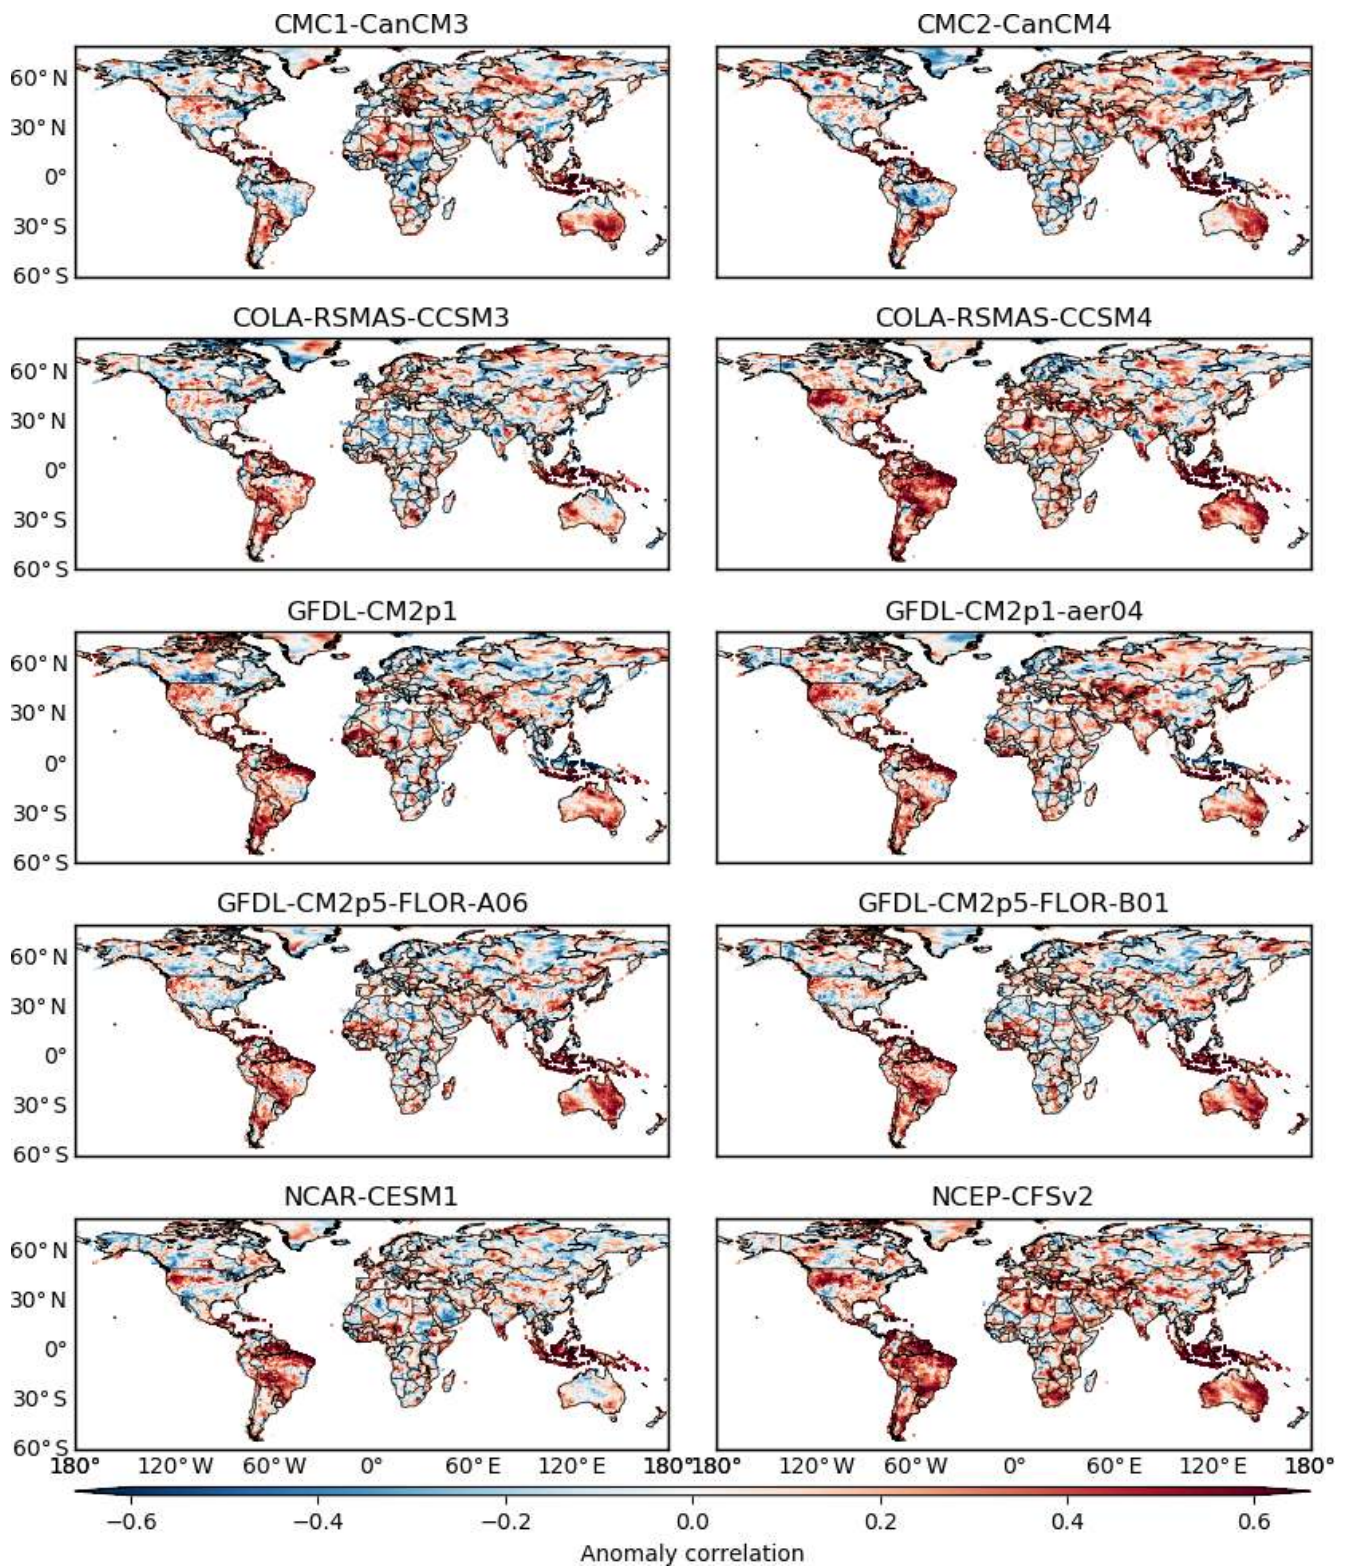 CMC1-CanCM3 CMC2-CanCM4
60° N
30° N
0°
30° S
60° S
COLA-RSMAS-CCSM3 COLA-RSMAS-CCSM4
60° N
30° N
0°
30° S
60° S
GFDL-CM2p1 GFDL-CM2p1-aer04
60° N
30° N
0°
30° S
60° S
GFDL-CM2p5-FLOR-A06 GFDL-CM2p5-FLOR-B01
60° N
30° N
0°
30° S
60° S
NCAR-CESM1 NCEP-CFSv2
60° N
30° N
0°
30° S
60° S
180° 120° W 60° W 0° 60° E 120° E 180° 180° 120° W 60° W 0° 60° E 120° E 180°
−0.6 −0.4 −0.2 0.0 0.2 0.4 0.6
Anomaly correlation